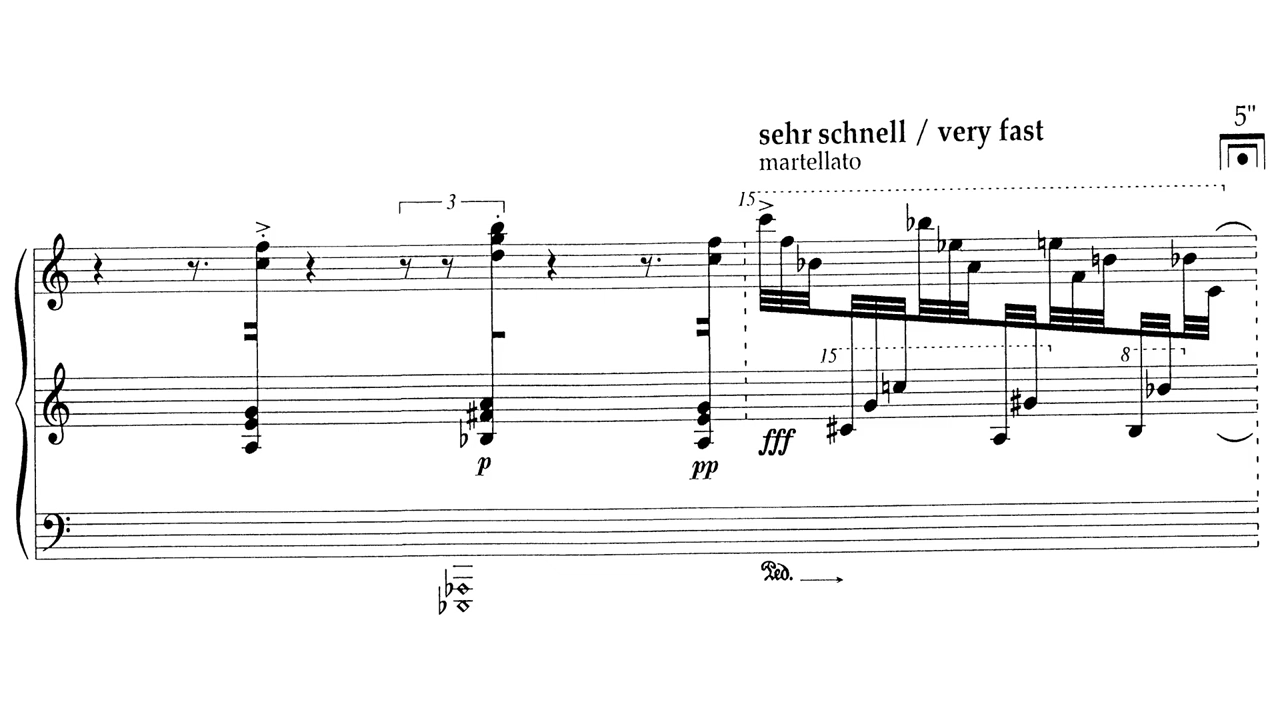 5"
sehr schnell / very fast
martellato
15
3
15
8
p
pp
fff
Ped.